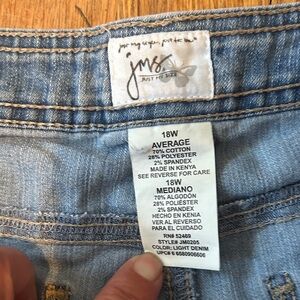 jms
JUST MY SIZE
18W
AVERAGE
70% COTTON
28% POLYESTER
2% SPANDEX
MADE IN KENYA
SEE REVERSE FOR CARE
18W
MEDIANO
70% ALGODÓN
28% POLIÉSTER
2% SPANDEX
HECHO EN KENIA
VER AL REVERSO
PARA EL CUIDADO
RN# 52469
STYLE# JM0205
COLOR: LIGHT DENIM